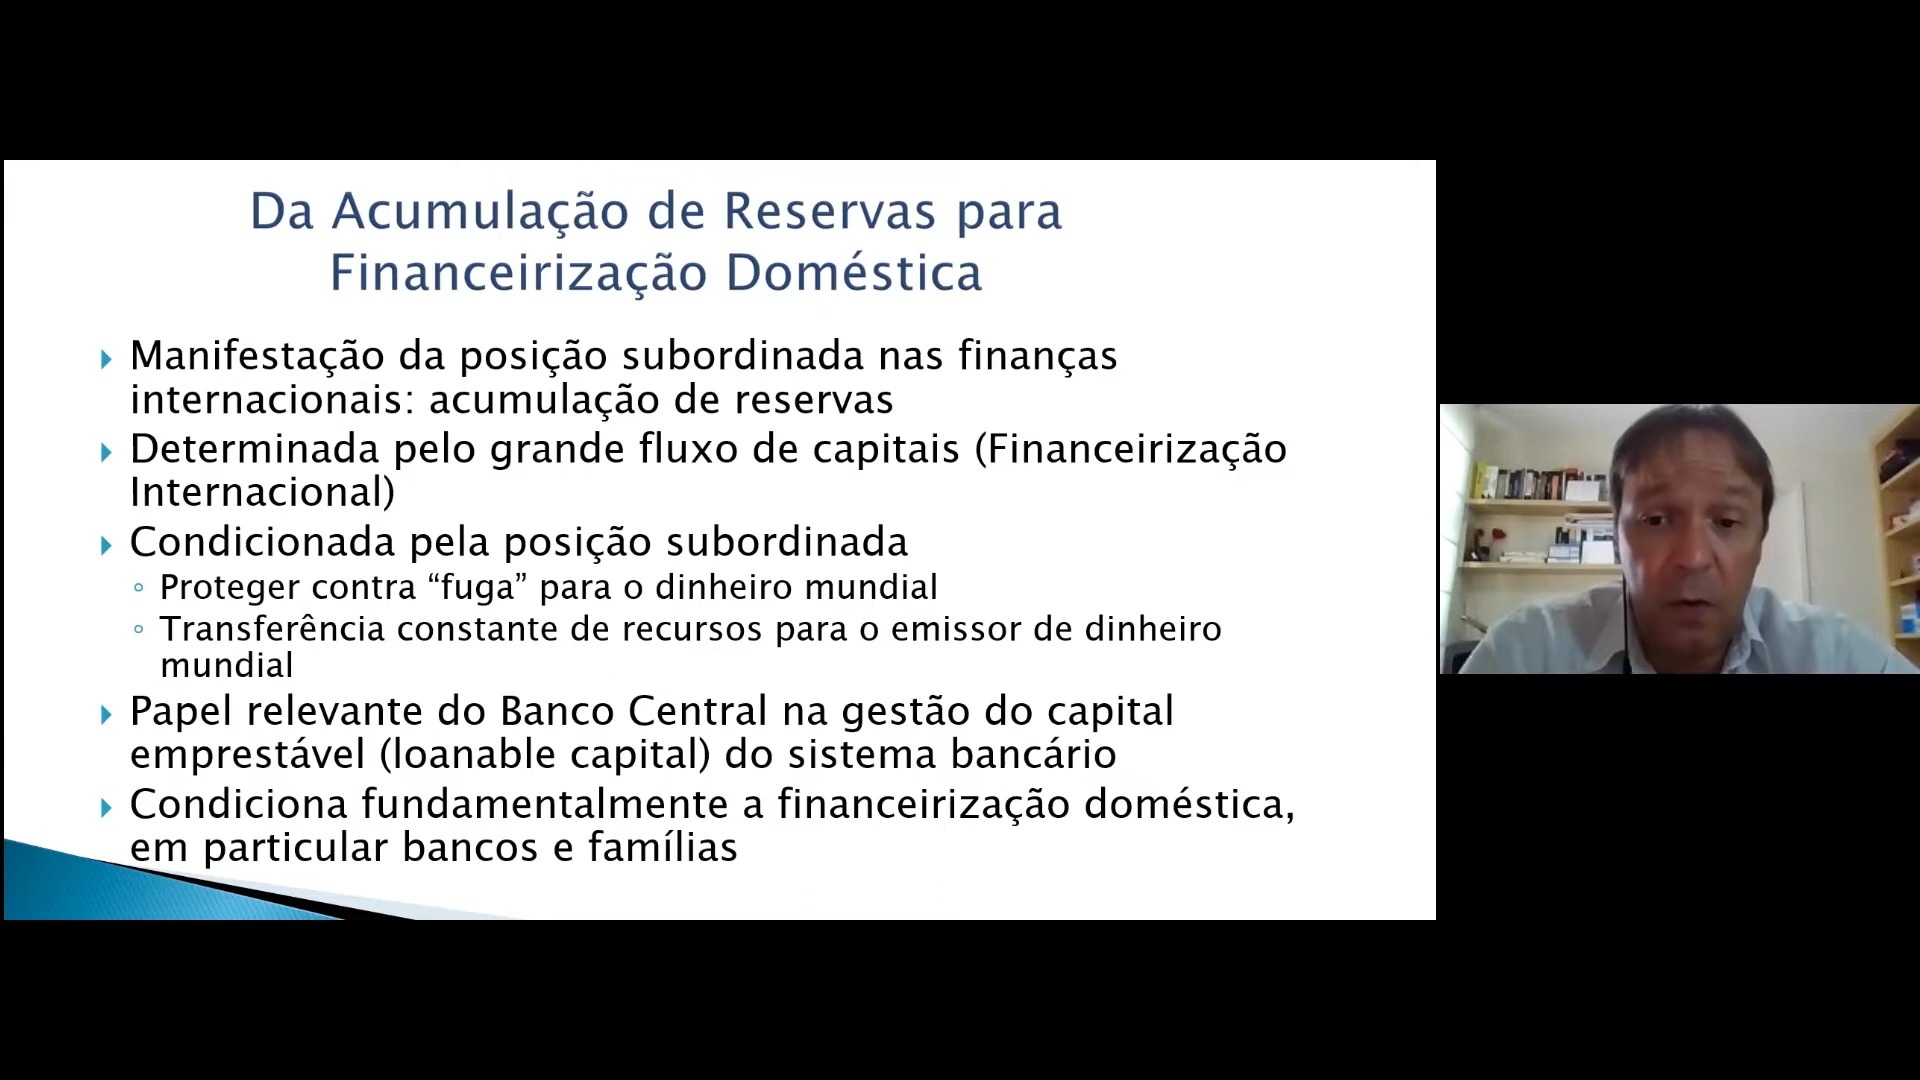 Da Acumulação de Reservas para
Financeirização Doméstica
Manifestação da posição subordinada nas finanças
internacionais: acumulação de reservas
Determinada pelo grande fluxo de capitais (Financeirização
Internacional)
Condicionada pela posição subordinada
Proteger contra “fuga” para o dinheiro mundial
Transferência constante de recursos para o emissor de dinheiro
mundial
Papel relevante do Banco Central na gestão do capital
emprestável (loanable capital) do sistema bancário
Condiciona fundamentalmente a financeirização doméstica,
em particular bancos e famílias